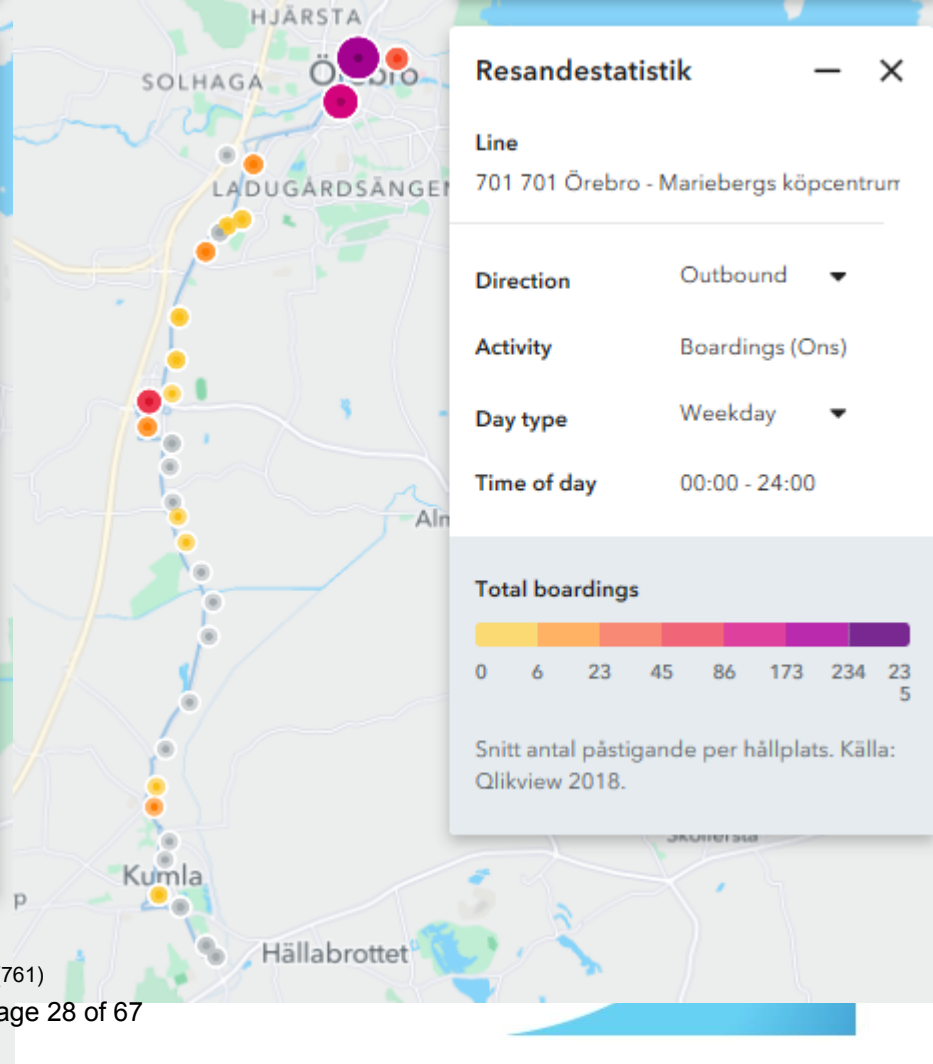 HJÄRSTA
SOLHAGA
Örebro
LADUGÅRDSÄNGEN
Kumla
Hällabrottet
p
761)
age 28 of 67
Resandestatistik
Line
701 701 Örebro - Mariebergs köpcentrum
Direction Outbound
Activity Boardings (Ons)
Day type Weekday
Time of day 00:00 - 24:00
Total boardings
0 6 23 45 86 173 234 23
5
Snitt antal påstigande per hållplats. Källa:
Qlikview 2018.
Alm